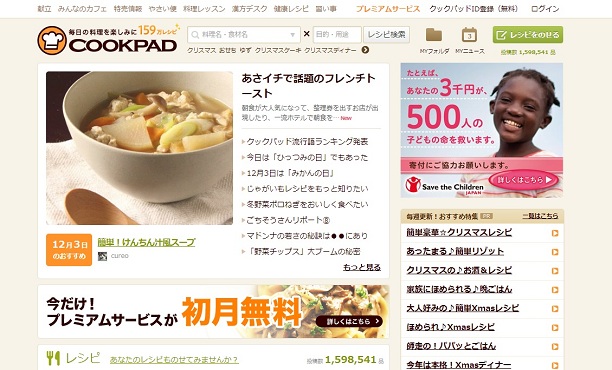 献立 みんなのカフェ 特売情報 やさい便 料理レッスン 漢方デスク 健康レシピ 習い事 プレミアムサービス クックパッドID登録（無料） ログイン
毎日の料理を楽しみに 159万レシピ
COOKPAD
料理名・食材名 × 目的・用途 レシピ検索
クリスマス おせち ゆず クリスマスケーキ クリスマスディナー
MYフォルダ
3
MYニュース
レシピをのせる
投稿数 1,598,541 品
あさイチで話題のフレンチトースト
朝食が大人気になって、整理券を出すお店が出現したり、一流ホテルで朝食を… New
クックパッド流行語ランキング発表
今日は「ひっつみの日」でもあった
12月3日は「みかんの日」
じゃがいもレシピをもっと知りたい
冬野菜ポロねぎをおいしく食べたい
ごちそうさんリポート⑧
マドンナの若さの秘訣は●●にあり
「野菜チップス」大ブームの秘密
もっと見る
12月3日
のおすすめ
簡単！けんちん汁風スープ
cureo
今だけ！
プレミアムサービスが 初月無料
詳しくはこちら
レシピ あなたのレシピものせてみませんか？ 投稿数 1,598,541 品
たとえば、
あなたの3千円が、
500人の
子どもの命を救います。
寄付にご協力お願いします。
Save the Children
JAPAN
詳しくはこちら
毎週更新！おすすめ特集 PR 一覧はこちら
簡単豪華☆クリスマスレシピ
あったまる♪簡単リゾット
クリスマスの♪お酒&レシピ
家族にほめられる♪晩ごはん
大人好みの♪簡単Xmasレシピ
ほめられ♪Xmasレシピ
師走の！パパッとごはん
今年は本格！Xmasディナー